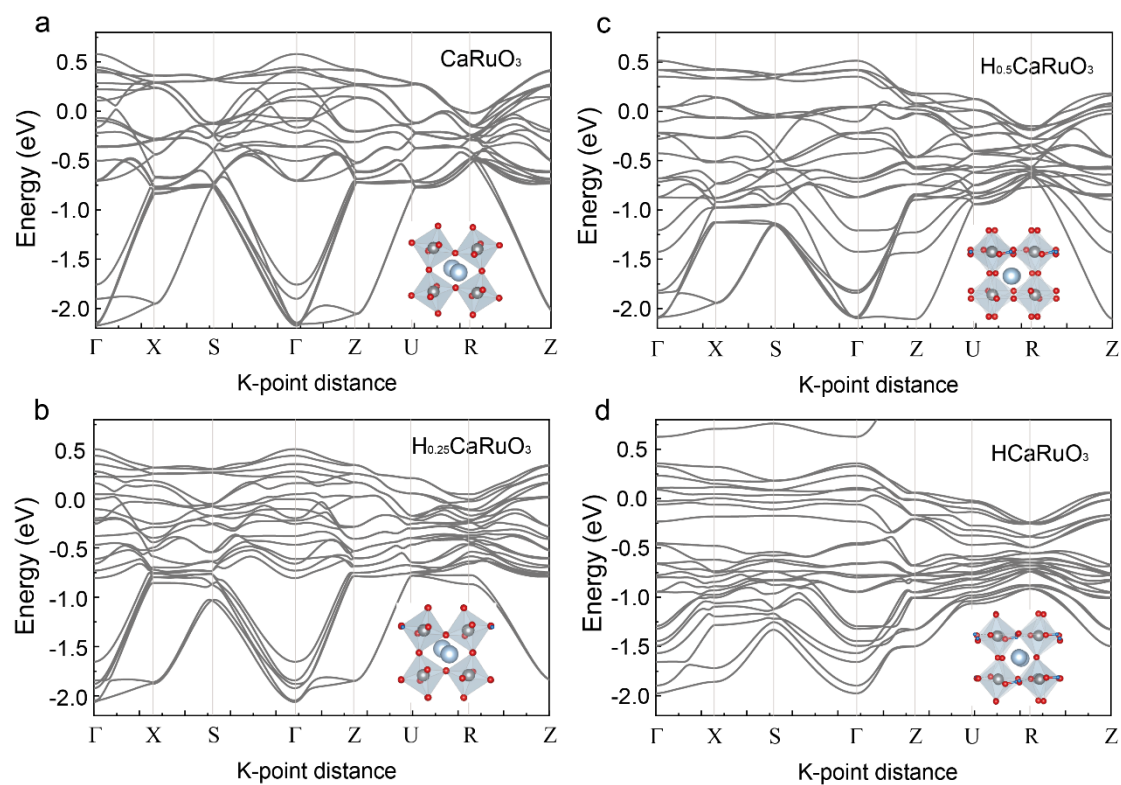 a
CaRuO₃
0.5
0.0
-0.5
-1.0
-1.5
-2.0
Energy (eV)
Γ X S Γ Z U R Z
K-point distance
b
H₀.₂₅CaRuO₃
0.5
0.0
-0.5
-1.0
-1.5
-2.0
Energy (eV)
Γ X S Γ Z U R Z
K-point distance
c
H₀.₅CaRuO₃
0.5
0.0
-0.5
-1.0
-1.5
-2.0
Energy (eV)
Γ X S Γ Z U R Z
K-point distance
d
HCaRuO₃
0.5
0.0
-0.5
-1.0
-1.5
-2.0
Energy (eV)
Γ X S Γ Z U R Z
K-point distance